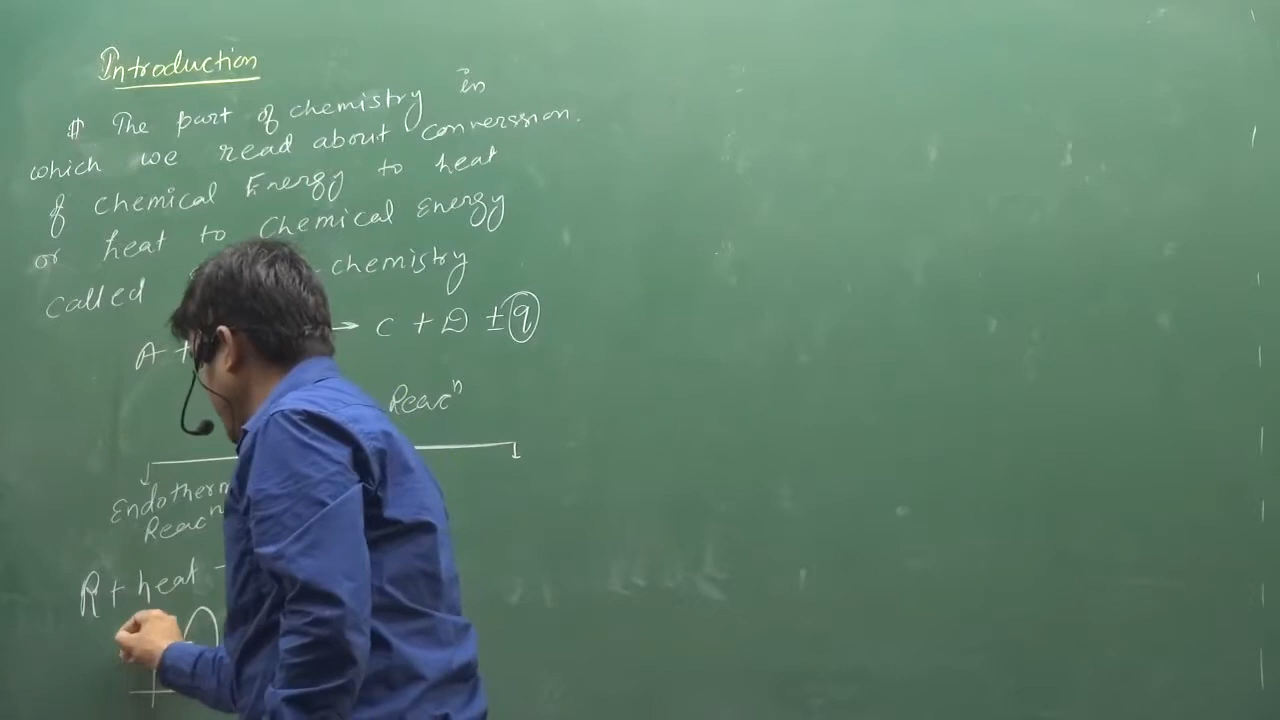 Introduction
# The part of chemistry in
which we read about converssion.
of chemical Energy to heat
or heat to chemical Energy
called - chemistry
A + → C + D ± q
Reacⁿ
Endotherm
Reacⁿ
R + heat -